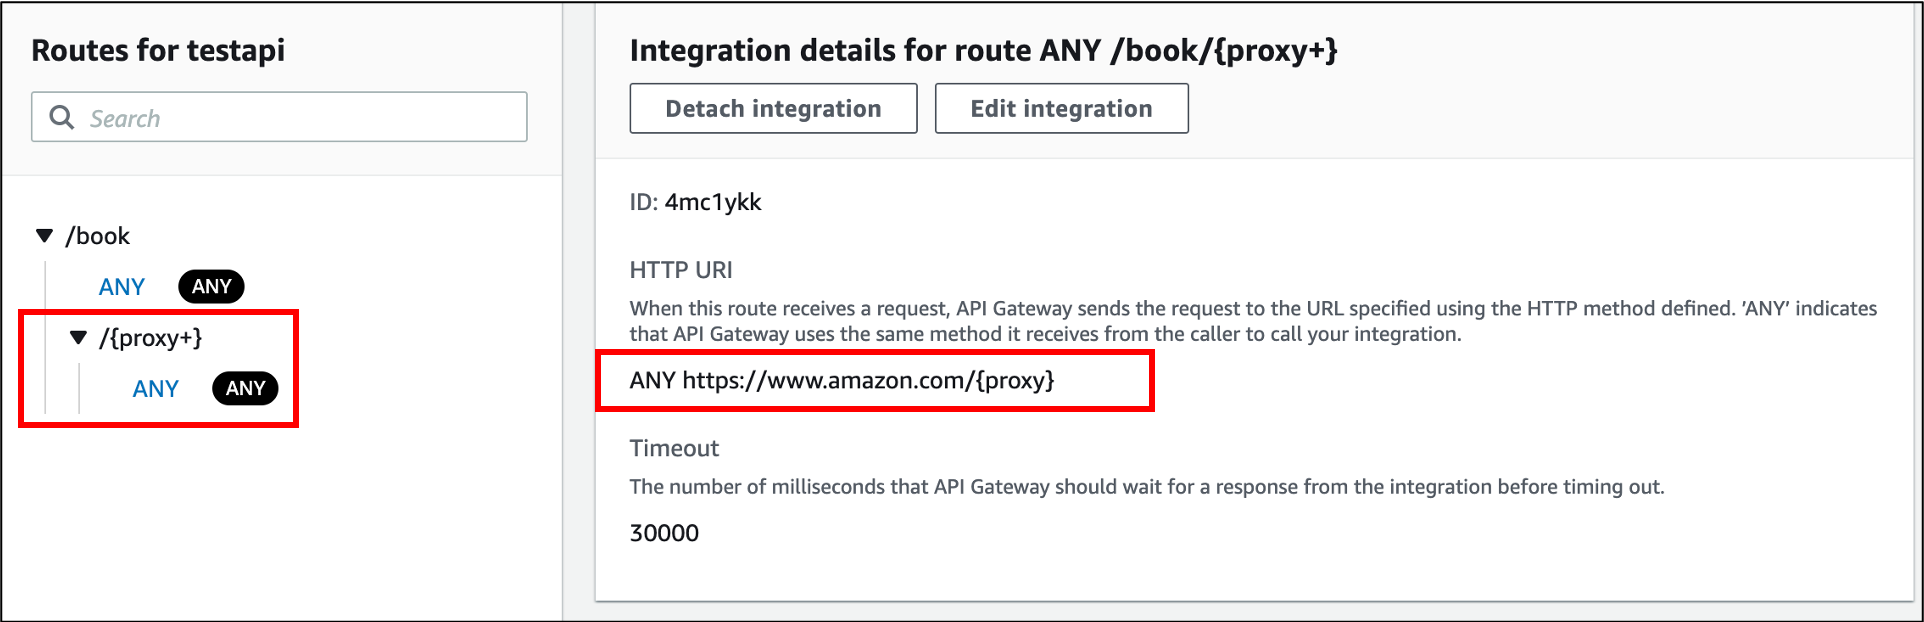 Routes for testapi
Search
/book
ANY ANY
/{proxy+}
ANY ANY
Integration details for route ANY /book/{proxy+}
Detach integration Edit integration
ID: 4mc1ykk
HTTP URI
When this route receives a request, API Gateway sends the request to the URL specified using the HTTP method defined. 'ANY' indicates
that API Gateway uses the same method it receives from the caller to call your integration.
ANY https://www.amazon.com/{proxy}
Timeout
The number of milliseconds that API Gateway should wait for a response from the integration before timing out.
30000